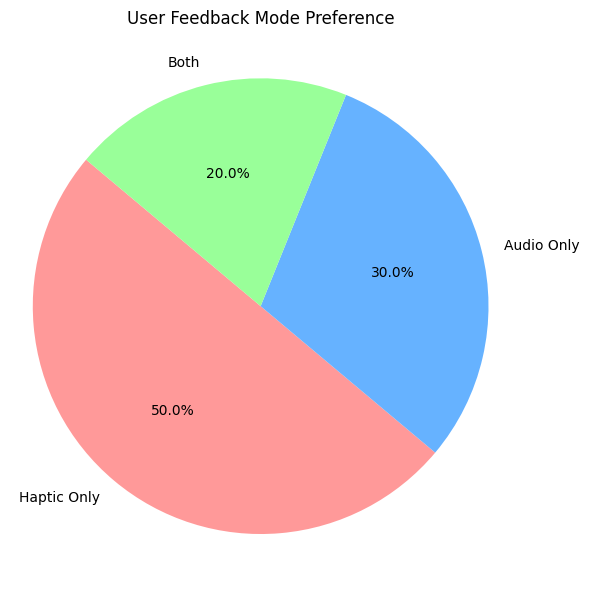 User Feedback Mode Preference
Both
20.0%
Audio Only
30.0%
50.0%
Haptic Only